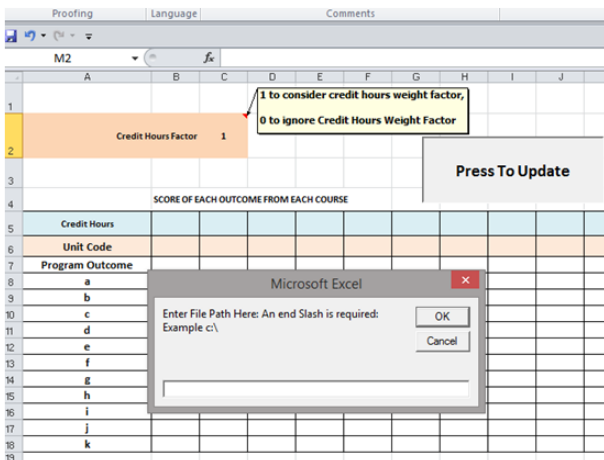 Proofing Language Comments
M2 fx
A B C D E F G H I J
1 to consider credit hours weight factor,
1
0 to ignore Credit Hours Weight Factor
Credit Hours Factor 1
2
Press To Update
3
4 SCORE OF EACH OUTCOME FROM EACH COURSE
5 Credit Hours
6 Unit Code
7 Program Outcome
8 a
Microsoft Excel
9 b
10 c
Enter File Path Here: An end Slash is required:
OK
11 d
Example c:\
12 e
Cancel
13 f
14 g
15 h
16 i
17 j
18 k
19